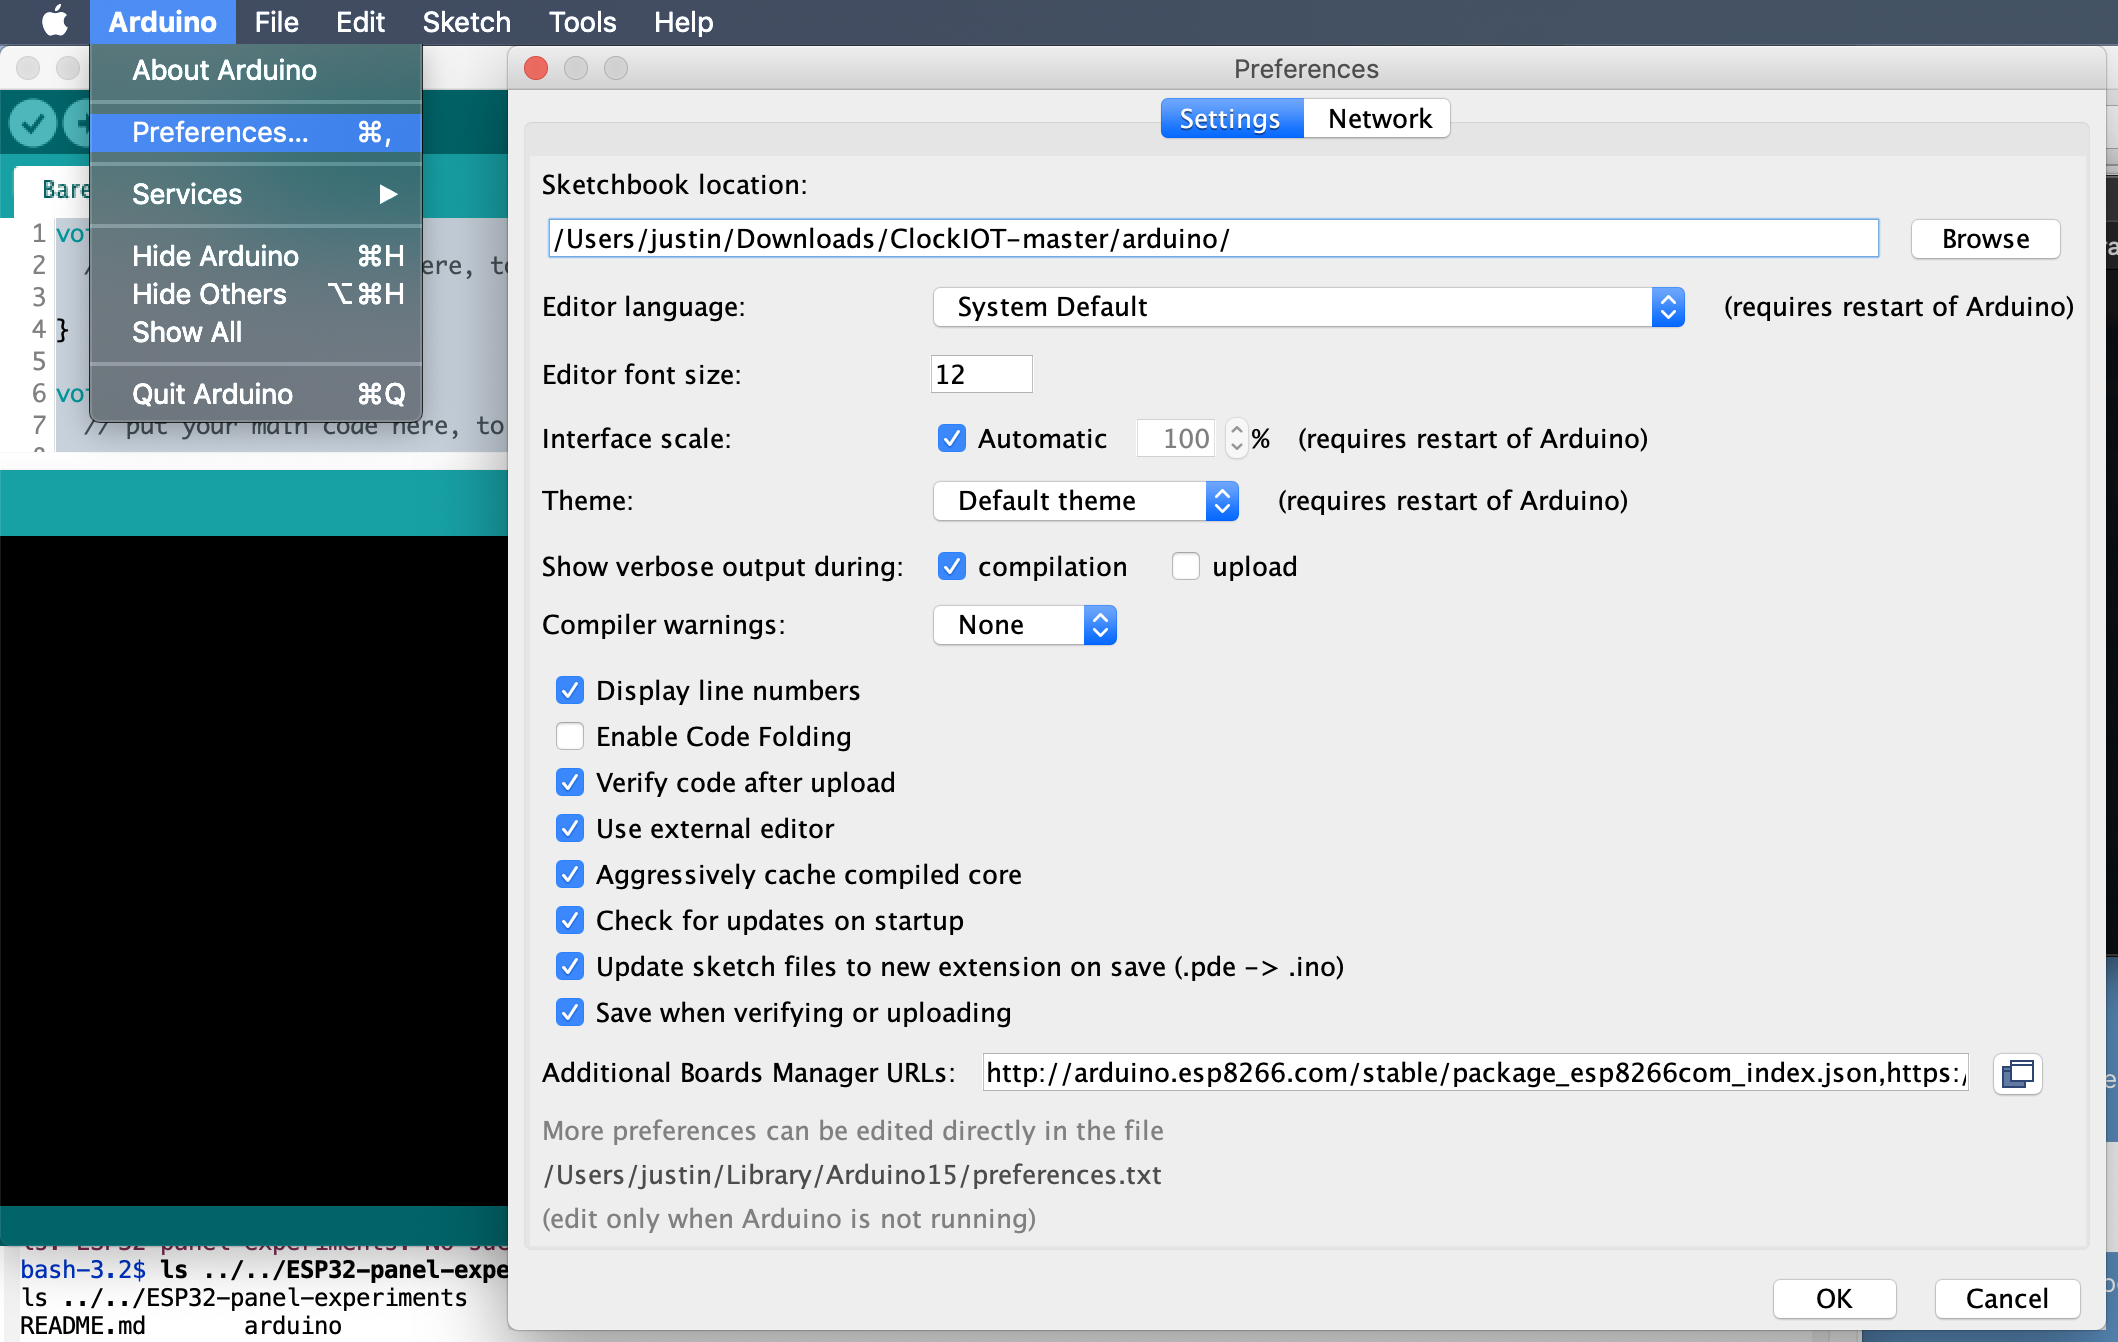 Arduino File Edit Sketch Tools Help
About Arduino
Preferences... ⌘,
Services ▶
Hide Arduino ⌘H
Hide Others ⌥⌘H
Show All
Quit Arduino ⌘Q
Bare
1
2 ere, to
3
4 }
5
6
7 // put your main code here, to
Preferences
Settings Network
Sketchbook location:
/Users/justin/Downloads/ClockIOT-master/arduino/ Browse
Editor language: System Default (requires restart of Arduino)
Editor font size: 12
Interface scale: Automatic 100 % (requires restart of Arduino)
Theme: Default theme (requires restart of Arduino)
Show verbose output during: compilation upload
Compiler warnings: None
Display line numbers
Enable Code Folding
Verify code after upload
Use external editor
Aggressively cache compiled core
Check for updates on startup
Update sketch files to new extension on save (.pde -> .ino)
Save when verifying or uploading
Additional Boards Manager URLs: http://arduino.esp8266.com/stable/package_esp8266com_index.json,https:/
More preferences can be edited directly in the file
/Users/justin/Library/Arduino15/preferences.txt
(edit only when Arduino is not running)
OK Cancel
bash-3.2$ ls ../../ESP32-panel-expe
ls ../../ESP32-panel-experiments
README.md arduino